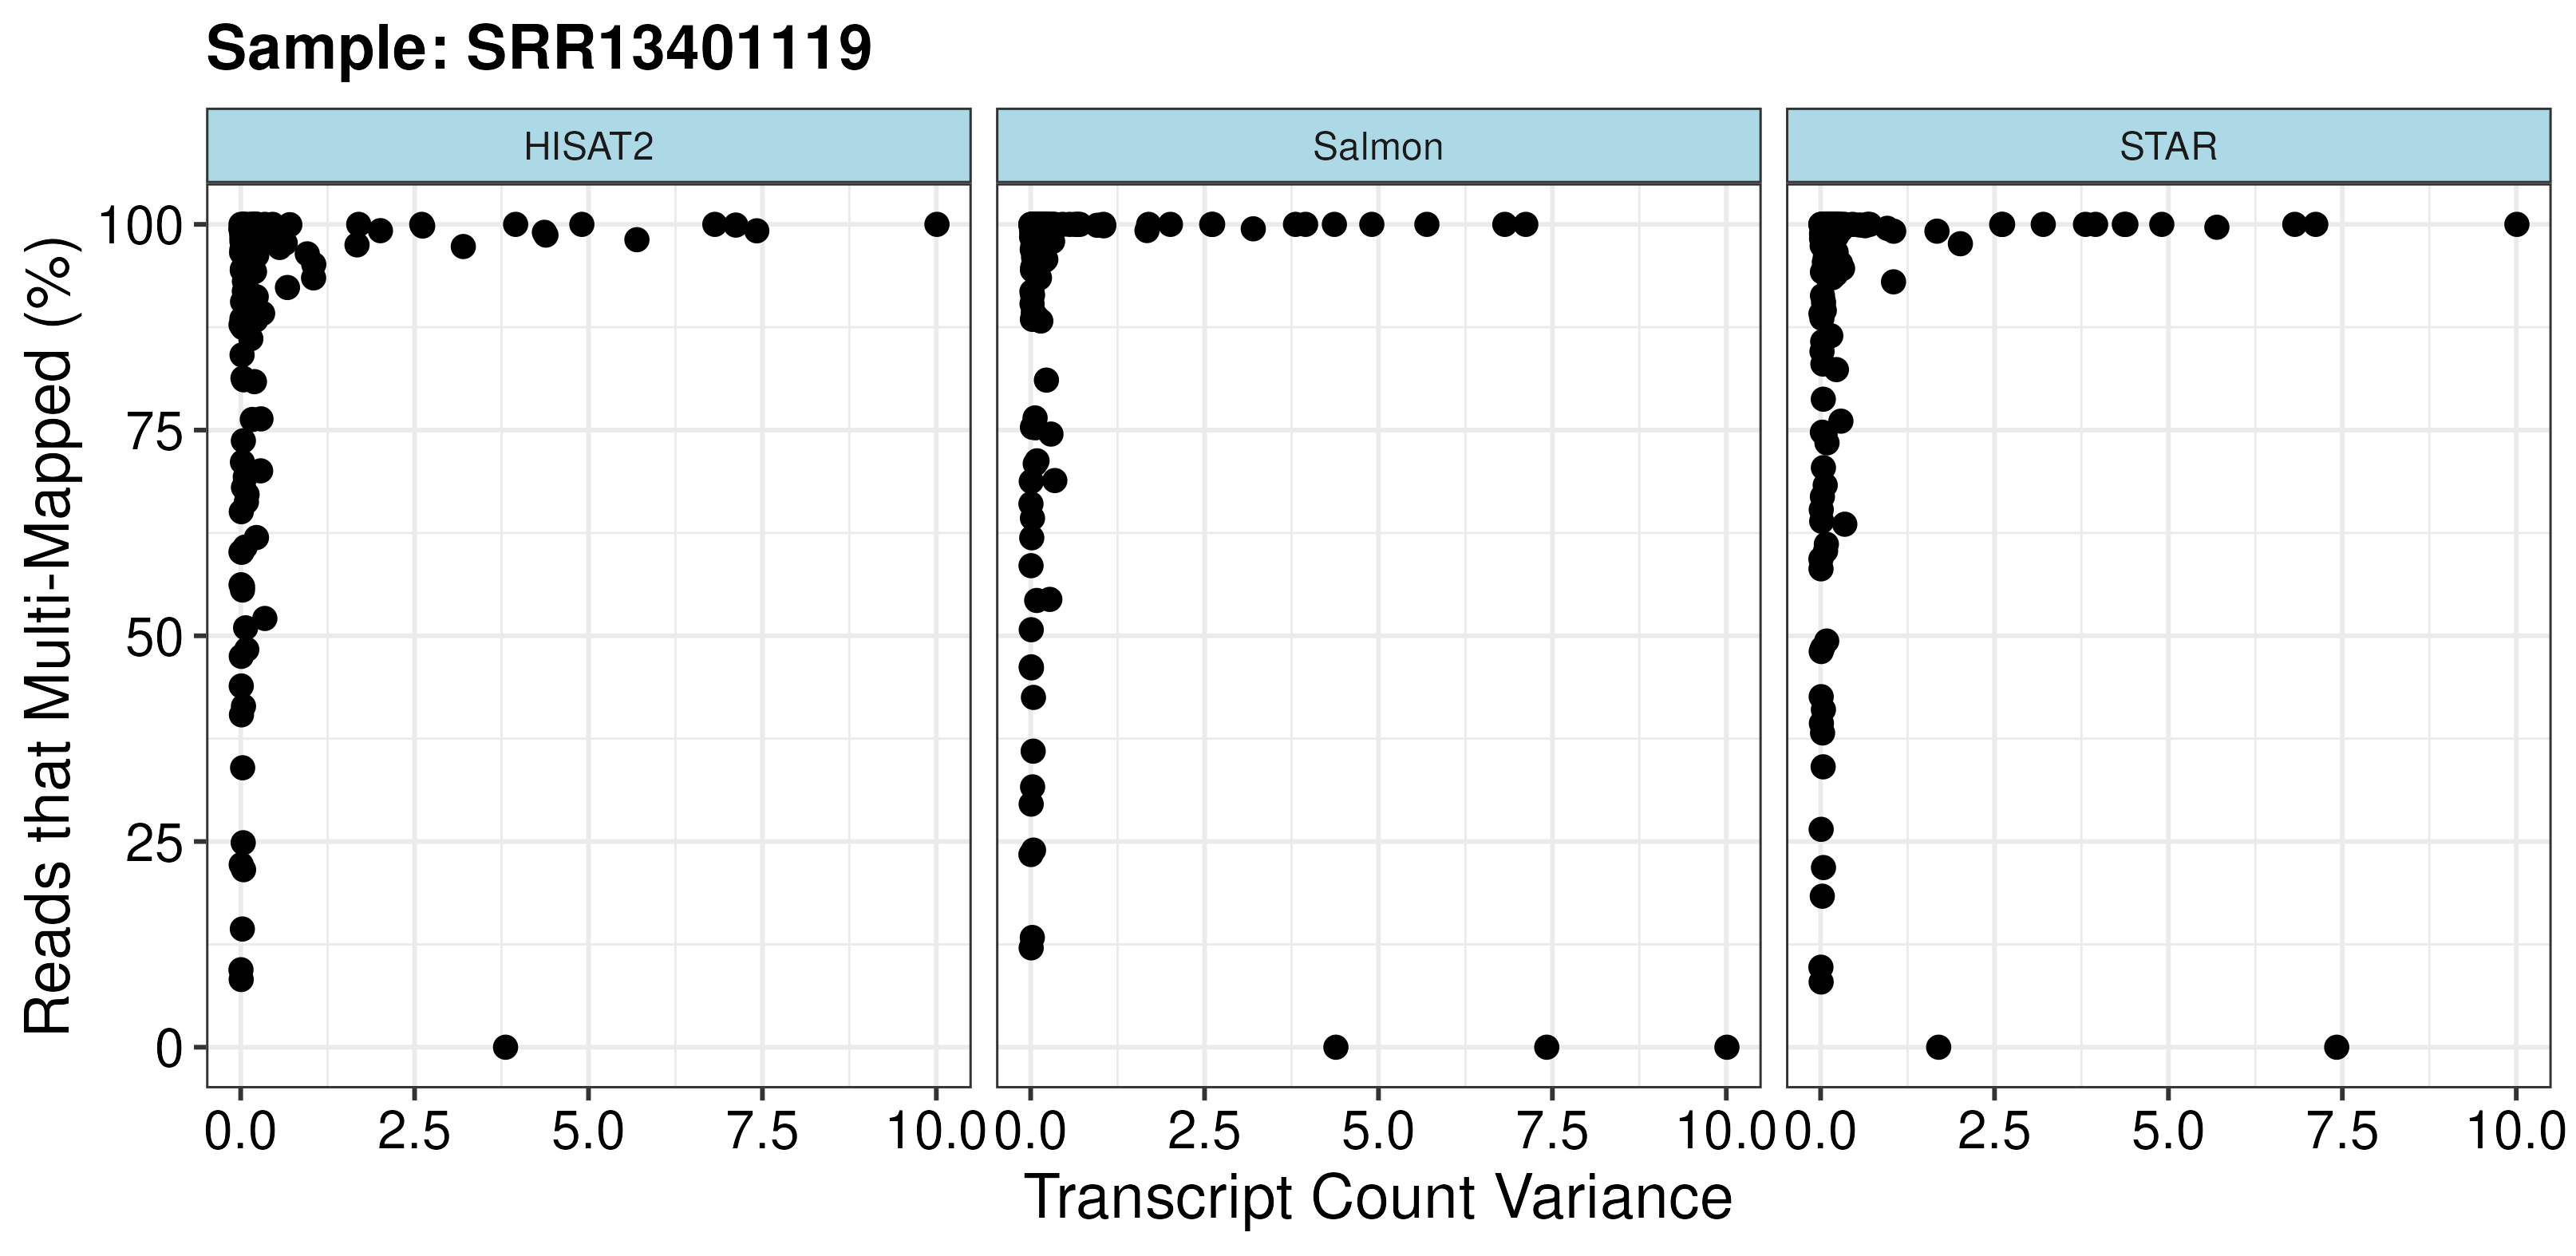 Sample: SRR13401119
HISAT2 Salmon STAR
Reads that Multi-Mapped (%)
100
75
50
25
0
0.0 2.5 5.0 7.5 10.0 0.0 2.5 5.0 7.5 10.0 0.0 2.5 5.0 7.5 10.0
Transcript Count Variance